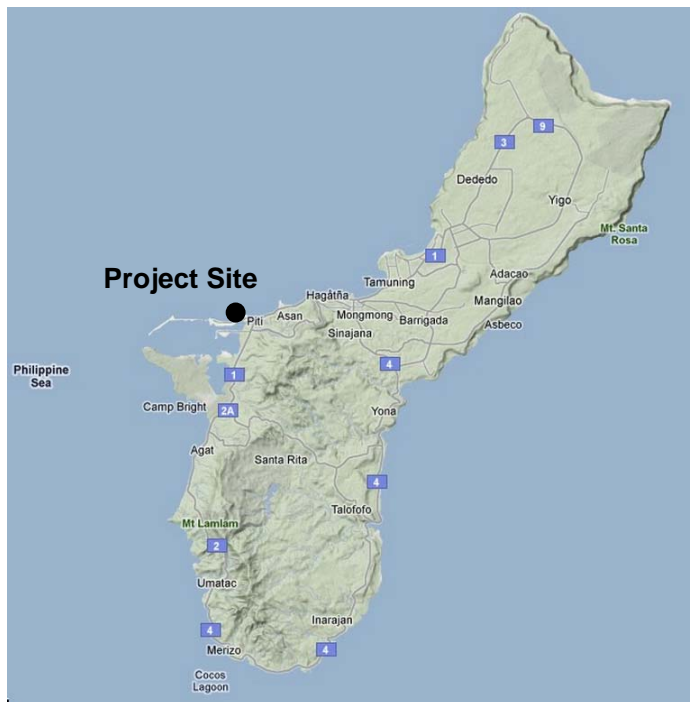 9
3
Dededo
Yigo
Mt. Santa
Rosa
1
Adacao
Project Site
Tamuning
Hagåtña
Mangilao
Asan
Mongmong
Piti
Barrigada
Asbeco
Sinajana
4
Philippine
Sea
1
Camp Bright
2A
Yona
Agat
Santa Rita
4
Talofofo
Mt Lamlam
2
Umatac
Inarajan
4
Merizo
4
Cocos
Lagoon